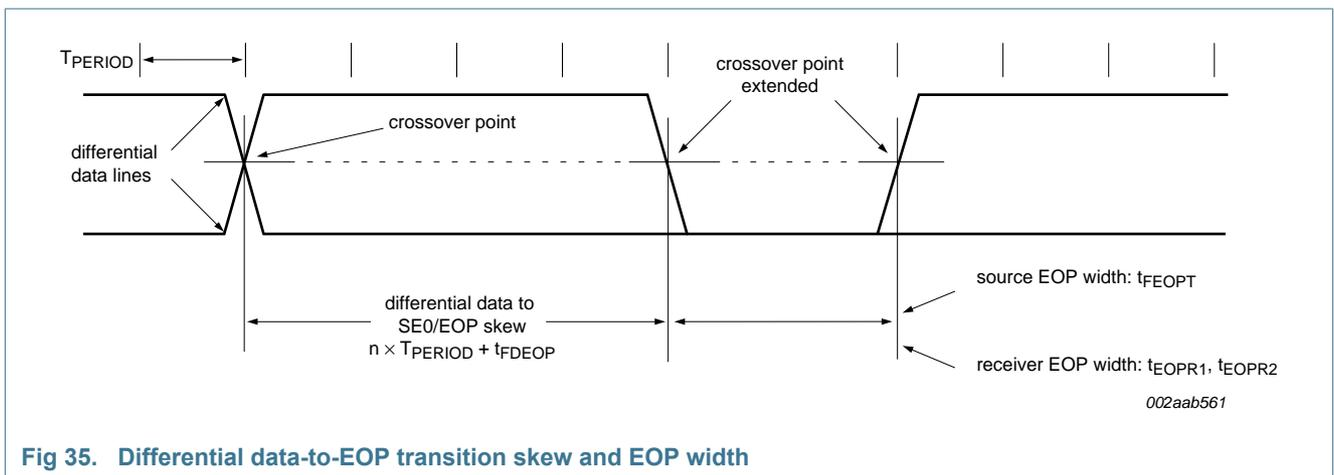 TPERIOD
crossover point
extended
crossover point
differential
data lines
differential data to
SE0/EOP skew
n × TPERIOD + tFDEOP
source EOP width: tFEOPT
receiver EOP width: tEOPR1, tEOPR2
002aab561
Fig 35. Differential data-to-EOP transition skew and EOP width